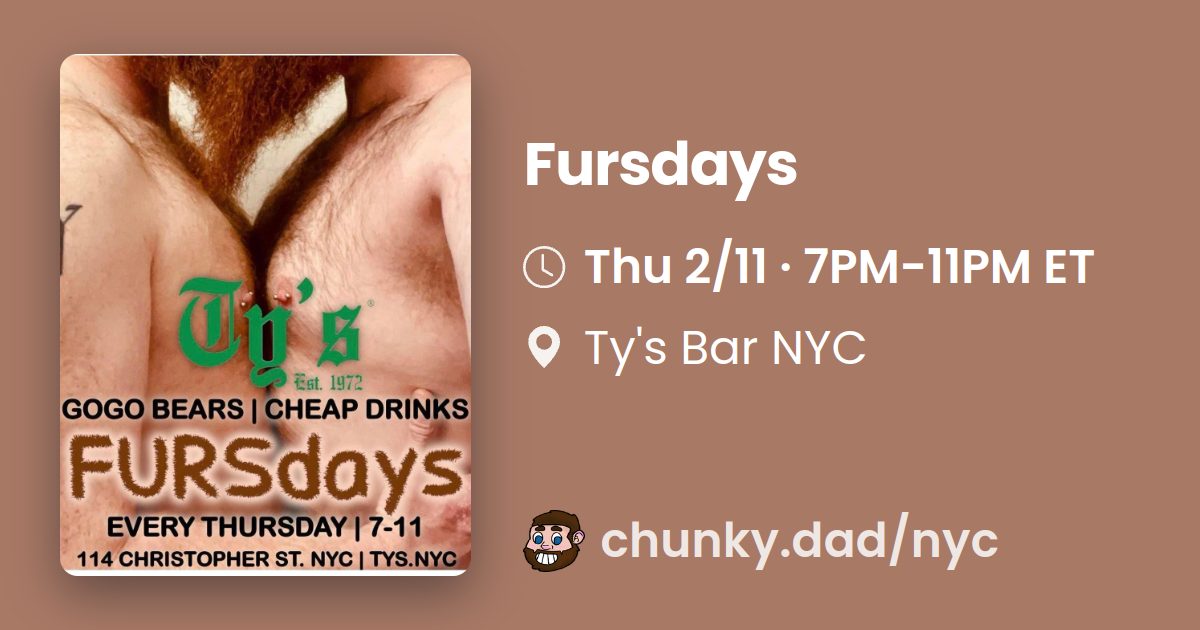 Ty's®
Est. 1972
GOGO BEARS | CHEAP DRINKS
FURSdays
EVERY THURSDAY | 7-11
114 CHRISTOPHER ST. NYC | TYS.NYC
Fursdays
Thu 2/11 · 7PM-11PM ET
Ty's Bar NYC
chunky.dad/nyc